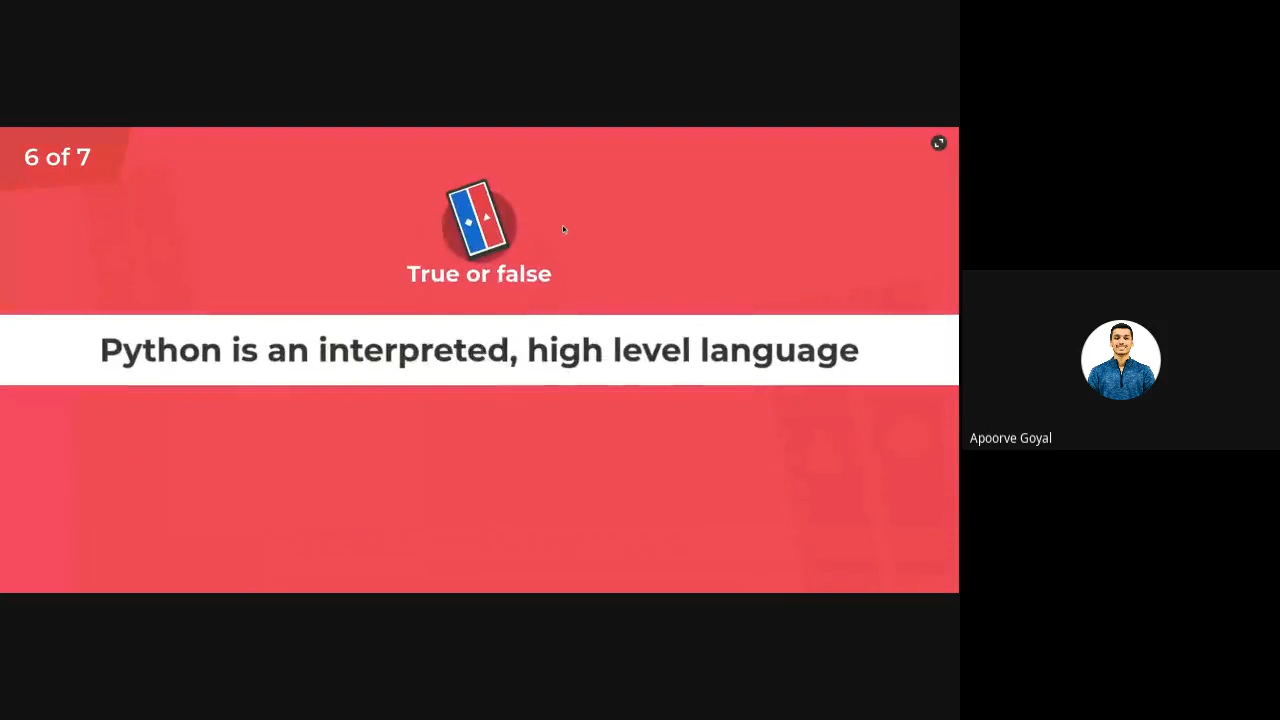 6 of 7
True or false
Python is an interpreted, high level language
Apoorve Goyal